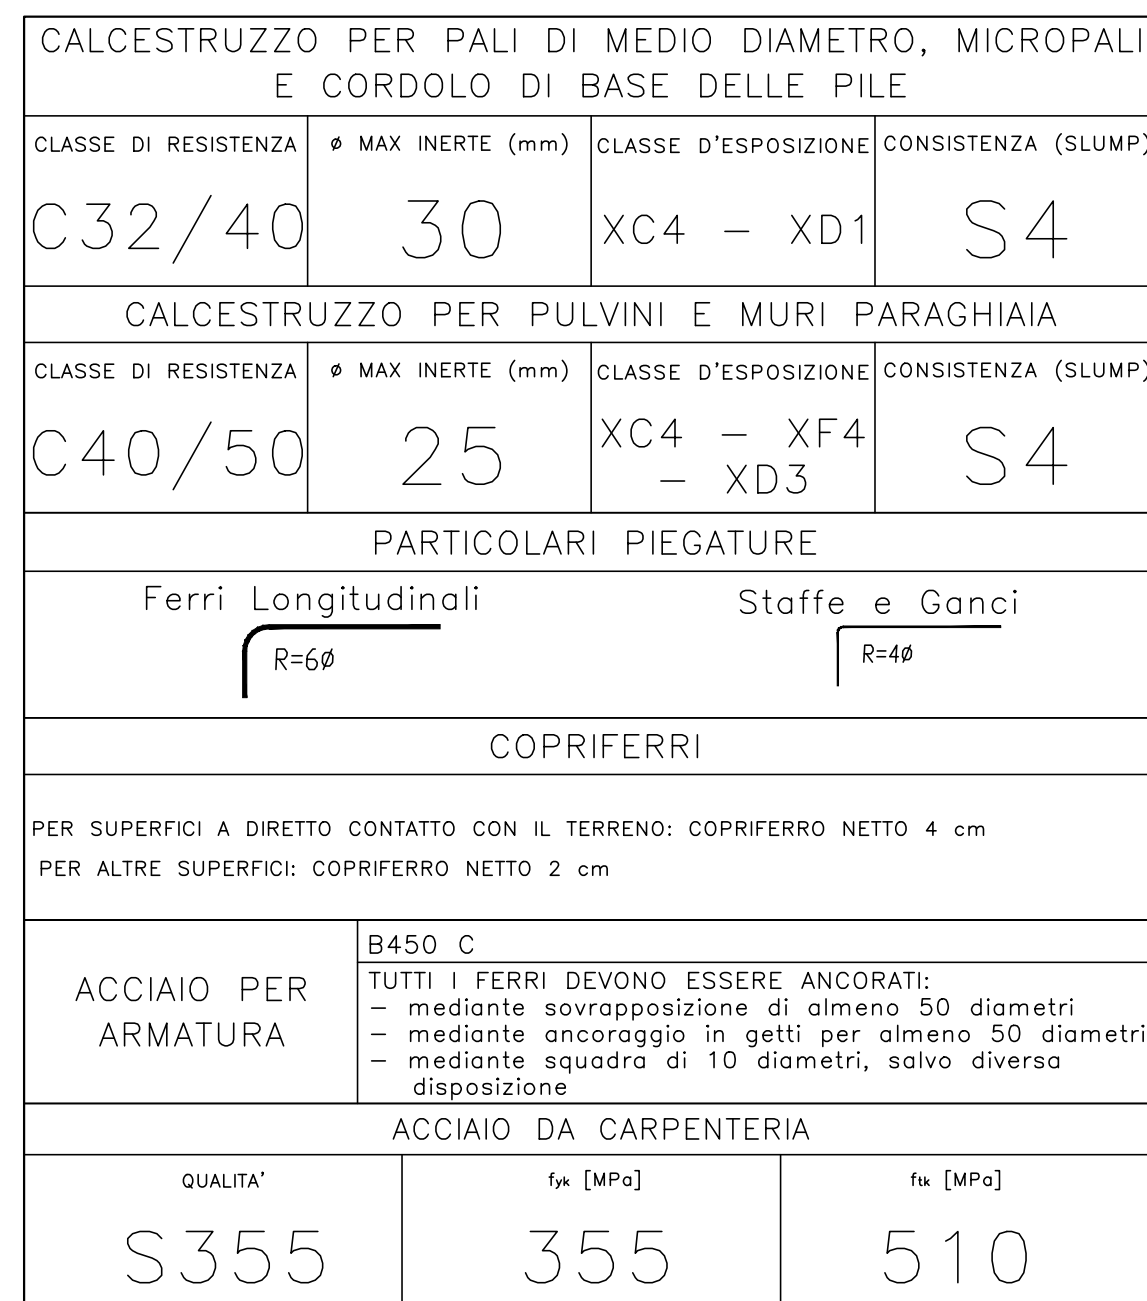 CALCESTRUZZO PER PALI DI MEDIO DIAMETRO, MICROPALI
E CORDOLO DI BASE DELLE PILE
CLASSE DI RESISTENZA
ø MAX INERTE (mm)
CLASSE D'ESPOSIZIONE
CONSISTENZA (SLUMP)
C32/40
30
XC4 – XD1
S4
CALCESTRUZZO PER PULVINI E MURI PARAGHIAIA
CLASSE DI RESISTENZA
ø MAX INERTE (mm)
CLASSE D'ESPOSIZIONE
CONSISTENZA (SLUMP)
C40/50
25
XC4 – XF4
– XD3
S4
PARTICOLARI PIEGATURE
Ferri Longitudinali
R=6ø
Staffe e Ganci
R=4ø
COPRIFERRI
PER SUPERFICI A DIRETTO CONTATTO CON IL TERRENO: COPRIFERRO NETTO 4 cm
PER ALTRE SUPERFICI: COPRIFERRO NETTO 2 cm
ACCIAIO PER
ARMATURA
B450 C
TUTTI I FERRI DEVONO ESSERE ANCORATI:
– mediante sovrapposizione di almeno 50 diametri
– mediante ancoraggio in getti per almeno 50 diametri
– mediante squadra di 10 diametri, salvo diversa
disposizione
ACCIAIO DA CARPENTERIA
QUALITA'
fyk [MPa]
ftk [MPa]
S355
355
510